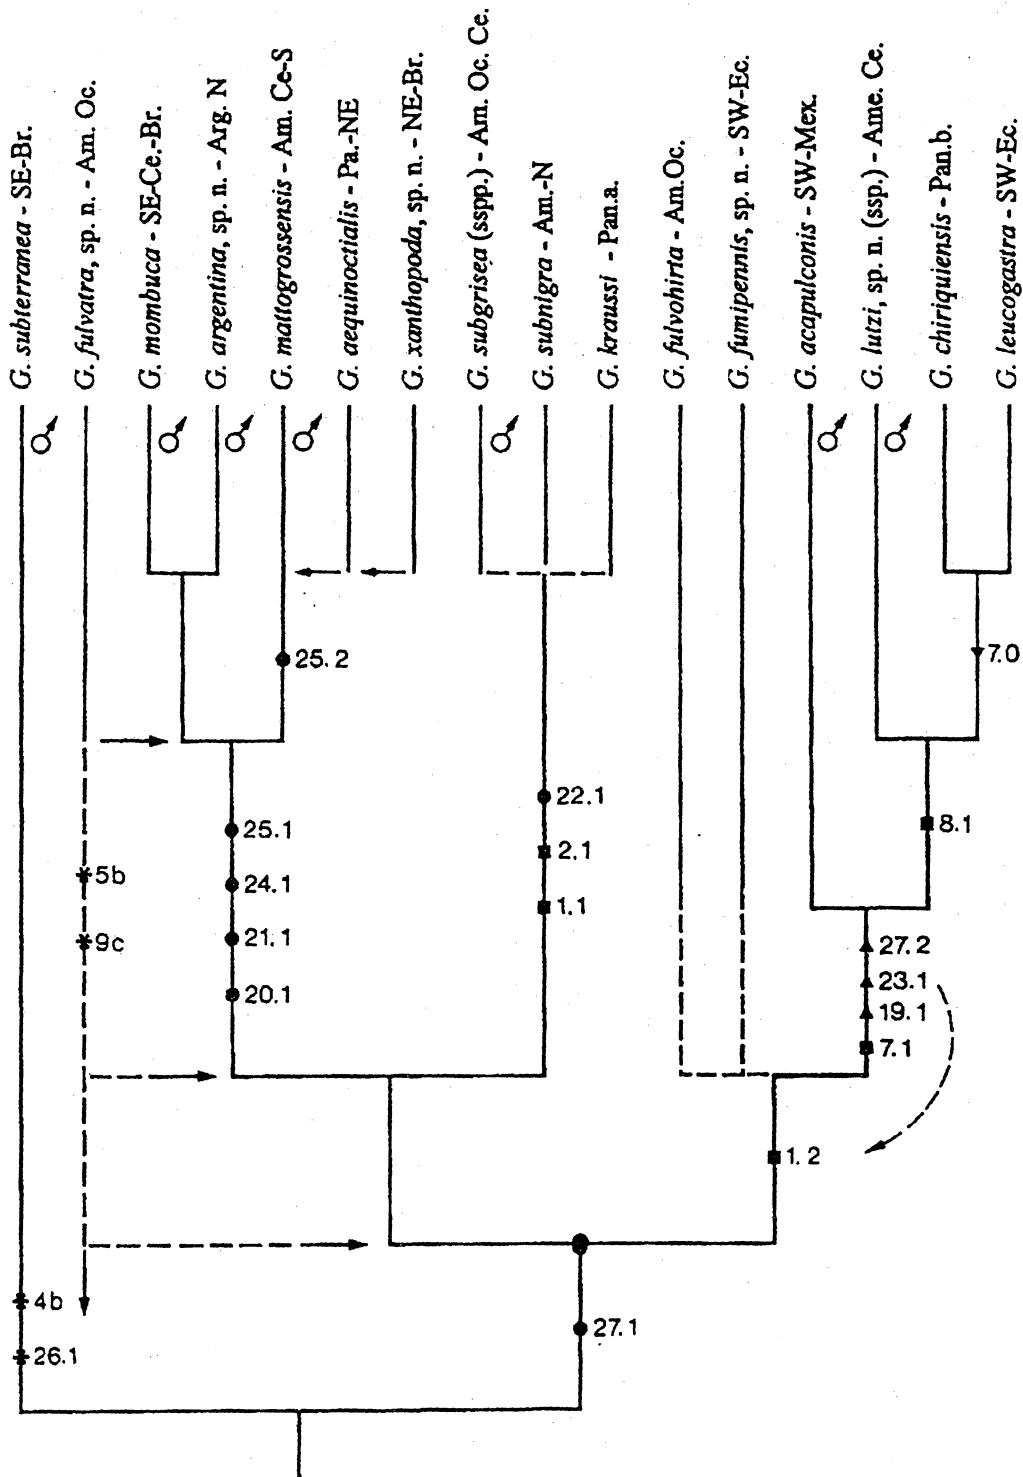 G. subterranea - SE-Br.
G. fulvatra, sp. n. - Am. Oc.
G. mombuca - SE-Ce.-Br.
G. argentina, sp. n. - Arg. N
G. mattogrossensis - Am. Ce-S
G. aequinoctialis - Pa.-NE
G. xanthopoda, sp. n. - NE-Br.
G. subgrisea (sspp.) - Am. Oc. Ce.
G. subnigra - Am.-N
G. kraussi - Pan.a.
G. fulvohirta - Am.Oc.
G. fumipennis, sp. n. - SW-Ec.
G. acapulconis - SW-Mex.
G. lutzi, sp. n. (ssp.) - Ame. Ce.
G. chiriquiensis - Pan.b.
G. leucogastra - SW-Ec.
♂ ♂ ♂ ♂ ♂ ♂ ♂
25.2
7.0
22.1
8.1
25.1
2.1
5b
24.1
1.1
9c
21.1
27.2
20.1
23.1
19.1
7.1
1.2
4b
27.1
26.1